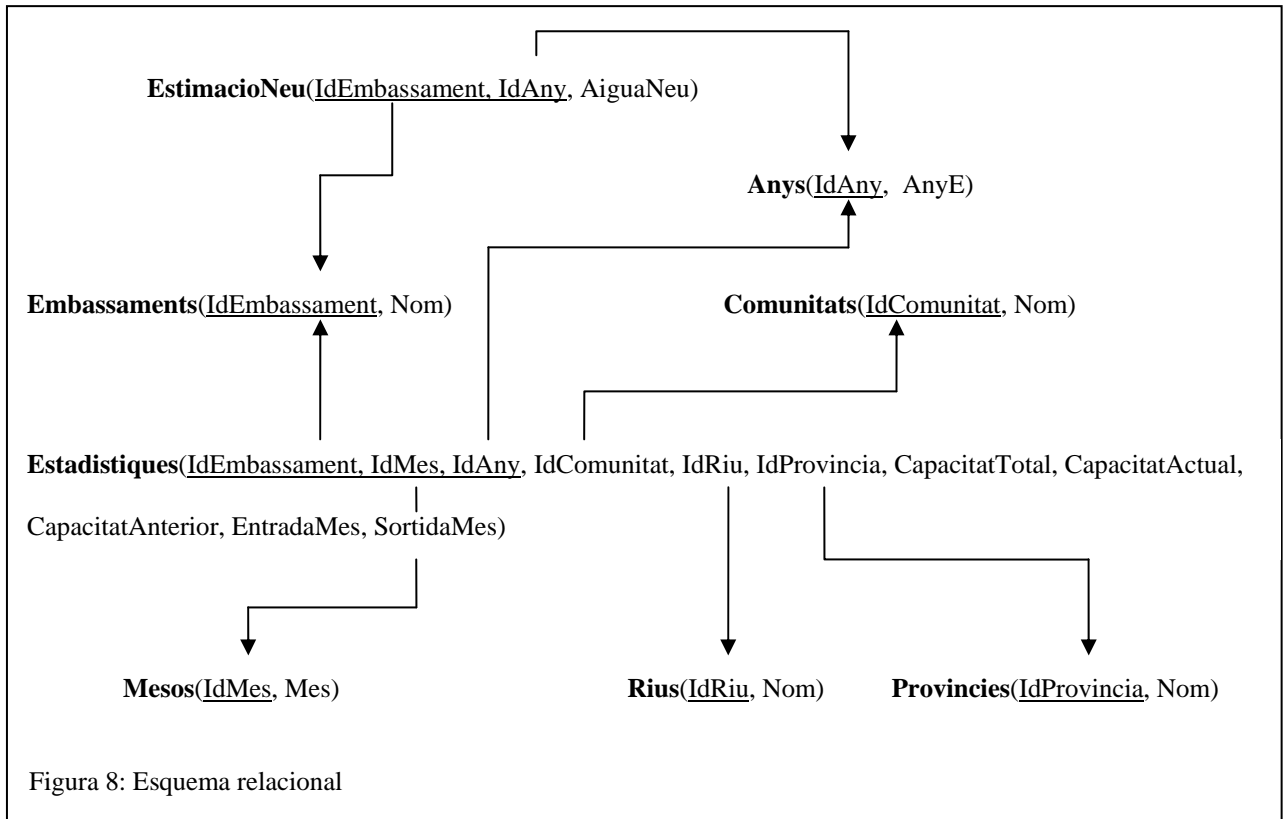 EstimacioNeu(IdEmbassament, IdAny, AiguaNeu)
Anys(IdAny, AnyE)
Embassaments(IdEmbassament, Nom)
Comunitats(IdComunitat, Nom)
Estadistiques(IdEmbassament, IdMes, IdAny, IdComunitat, IdRiu, IdProvincia, CapacitatTotal, CapacitatActual,
CapacitatAnterior, EntradaMes, SortidaMes)
Mesos(IdMes, Mes)
Rius(IdRiu, Nom)
Provincies(IdProvincia, Nom)
Figura 8: Esquema relacional